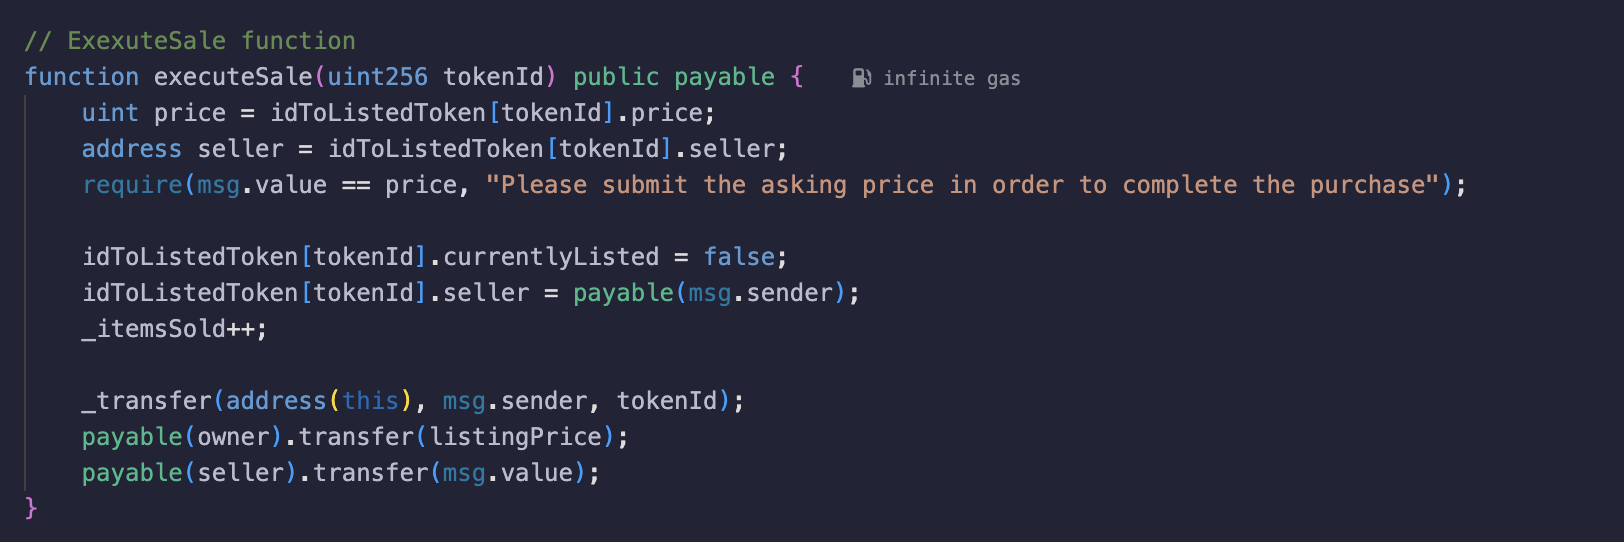 // ExexuteSale function
function executeSale(uint256 tokenId) public payable { infinite gas
uint price = idToListedToken[tokenId].price;
address seller = idToListedToken[tokenId].seller;
require(msg.value == price, "Please submit the asking price in order to complete the purchase");
idToListedToken[tokenId].currentlyListed = false;
idToListedToken[tokenId].seller = payable(msg.sender);
_itemsSold++;
_transfer(address(this), msg.sender, tokenId);
payable(owner).transfer(listingPrice);
payable(seller).transfer(msg.value);
}